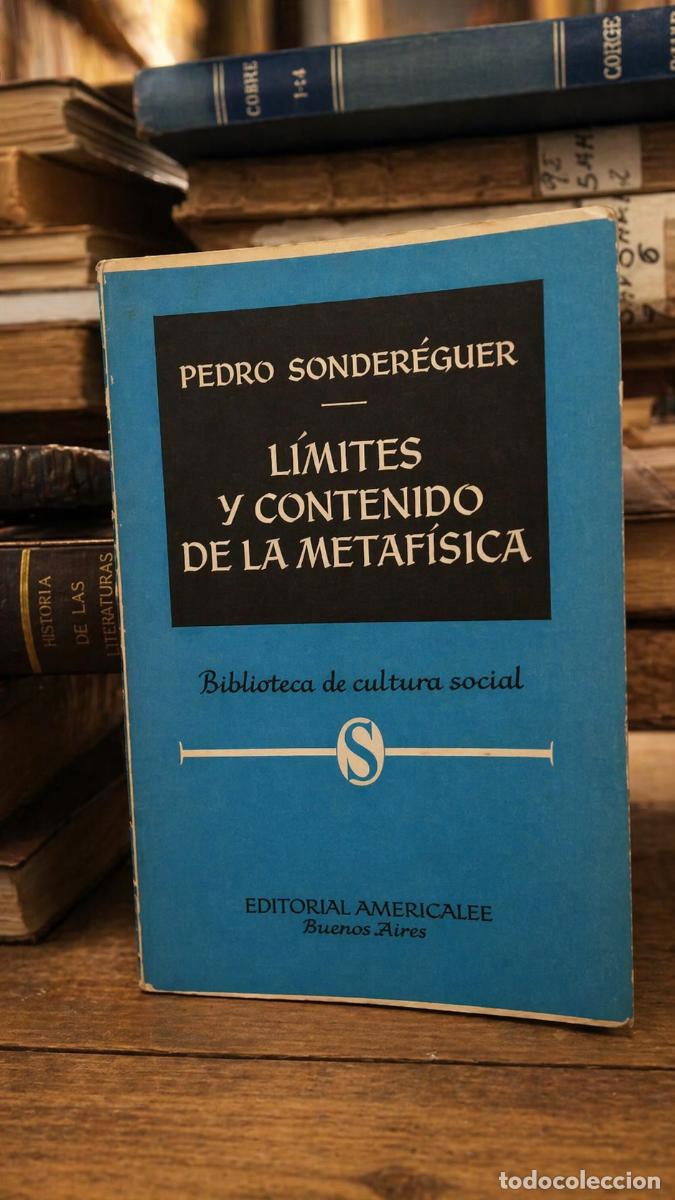 COBRE
1-44
CORGE
PEDRO SONDERÉGUER
LÍMITES
Y CONTENIDO
DE LA METAFÍSICA
Biblioteca de cultura social
S
EDITORIAL AMERICALEE
Buenos Aires
HISTORIA
DE LAS
LITERATURAS
todocoleccion